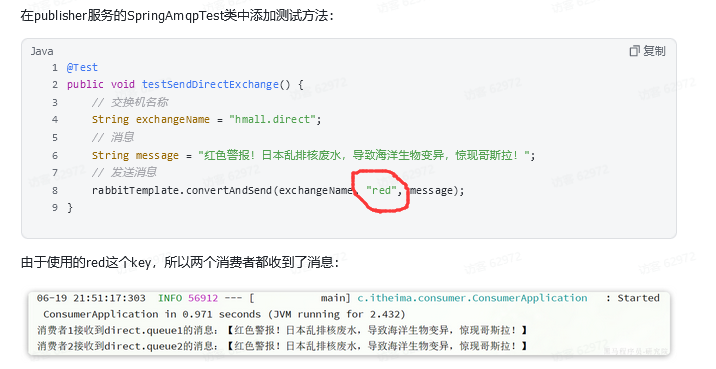 在publisher服务的SpringAmqpTest类中添加测试方法：
Java
复制
1 @Test
2 public void testSendDirectExchange() {
3 // 交换机名称
4 String exchangeName = "hmall.direct";
5 // 消息
6 String message = "红色警报！日本乱排核废水，导致海洋生物变异，惊现哥斯拉！";
7 // 发送消息
8 rabbitTemplate.convertAndSend(exchangeName, "red", message);
9 }
由于使用的red这个key，所以两个消费者都收到了消息：
06-19 21:51:17:303 INFO 56912 --- [ main] c.itheima.consumer.ConsumerApplication : Started
ConsumerApplication in 0.971 seconds (JVM running for 2.432)
消费者1接收到direct.queue1的消息：【红色警报！日本乱排核废水，导致海洋生物变异，惊现哥斯拉！】
消费者2接收到direct.queue2的消息：【红色警报！日本乱排核废水，导致海洋生物变异，惊现哥斯拉！】